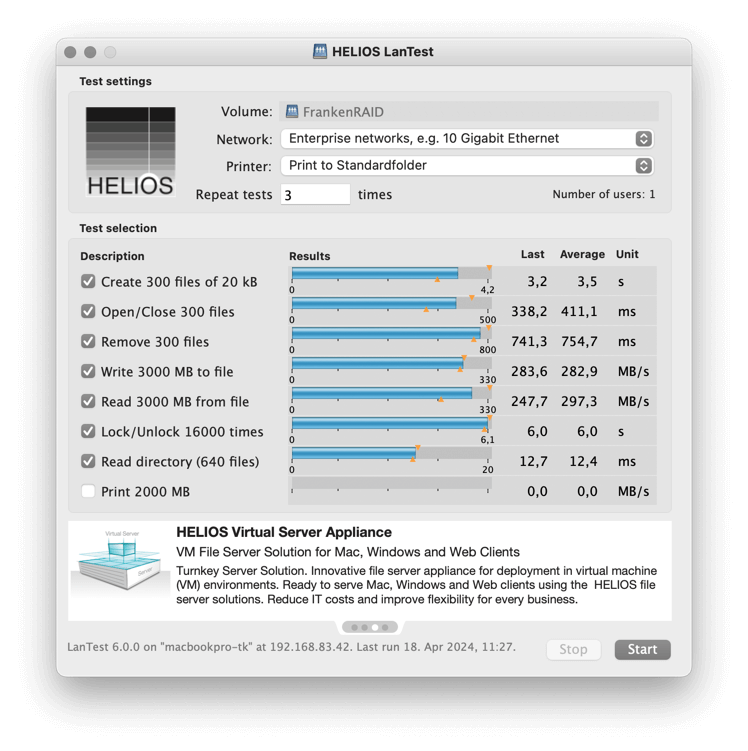 HELIOS LanTest
Test settings
HELIOS
Volume: FrankenRAID
Network: Enterprise networks, e.g. 10 Gigabit Ethernet
Printer: Print to Standardfolder
Repeat tests 3 times Number of users: 1
Test selection
Description Results Last Average Unit
Create 300 files of 20 kB 3,2 3,5 s
0 4,2
Open/Close 300 files 338,2 411,1 ms
0 500
Remove 300 files 741,3 754,7 ms
0 800
Write 3000 MB to file 283,6 282,9 MB/s
0 330
Read 3000 MB from file 247,7 297,3 MB/s
0 330
Lock/Unlock 16000 times 6,0 6,0 s
0 6,1
Read directory (640 files) 12,7 12,4 ms
0 20
Print 2000 MB 0,0 0,0 MB/s
Virtual Server
Server
HELIOS Virtual Server Appliance
VM File Server Solution for Mac, Windows and Web Clients
Turnkey Server Solution. Innovative file server appliance for deployment in virtual machine
(VM) environments. Ready to serve Mac, Windows and Web clients using the HELIOS file
server solutions. Reduce IT costs and improve flexibility for every business.
LanTest 6.0.0 on "macbookpro-tk" at 192.168.83.42. Last run 18. Apr 2024, 11:27.
Stop Start